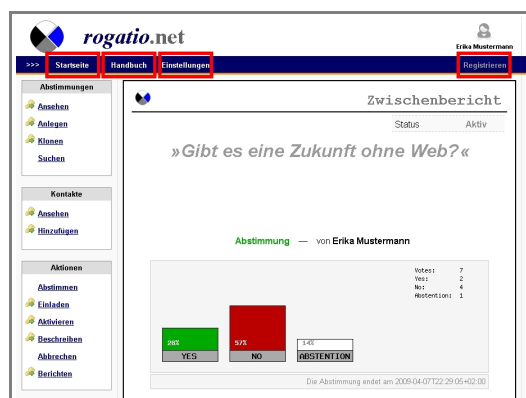 rogatio.net
Erika Mustermann
>>> Startseite Handbuch Einstellungen Registrieren
Abstimmungen
Ansehen
Anlegen
Klonen
Suchen
Kontakte
Ansehen
Hinzufügen
Aktionen
Abstimmen
Einladen
Aktivieren
Beschreiben
Abbrechen
Berichten
Zwischenbericht
Status Aktiv
»Gibt es eine Zukunft ohne Web?«
Abstimmung — von Erika Mustermann
Votes: 7
Yes: 2
No: 4
Abstention: 1
28% 57% 14%
YES NO ABSTENTION
Die Abstimmung endet am 2009-04-07T22:29:05+02:00